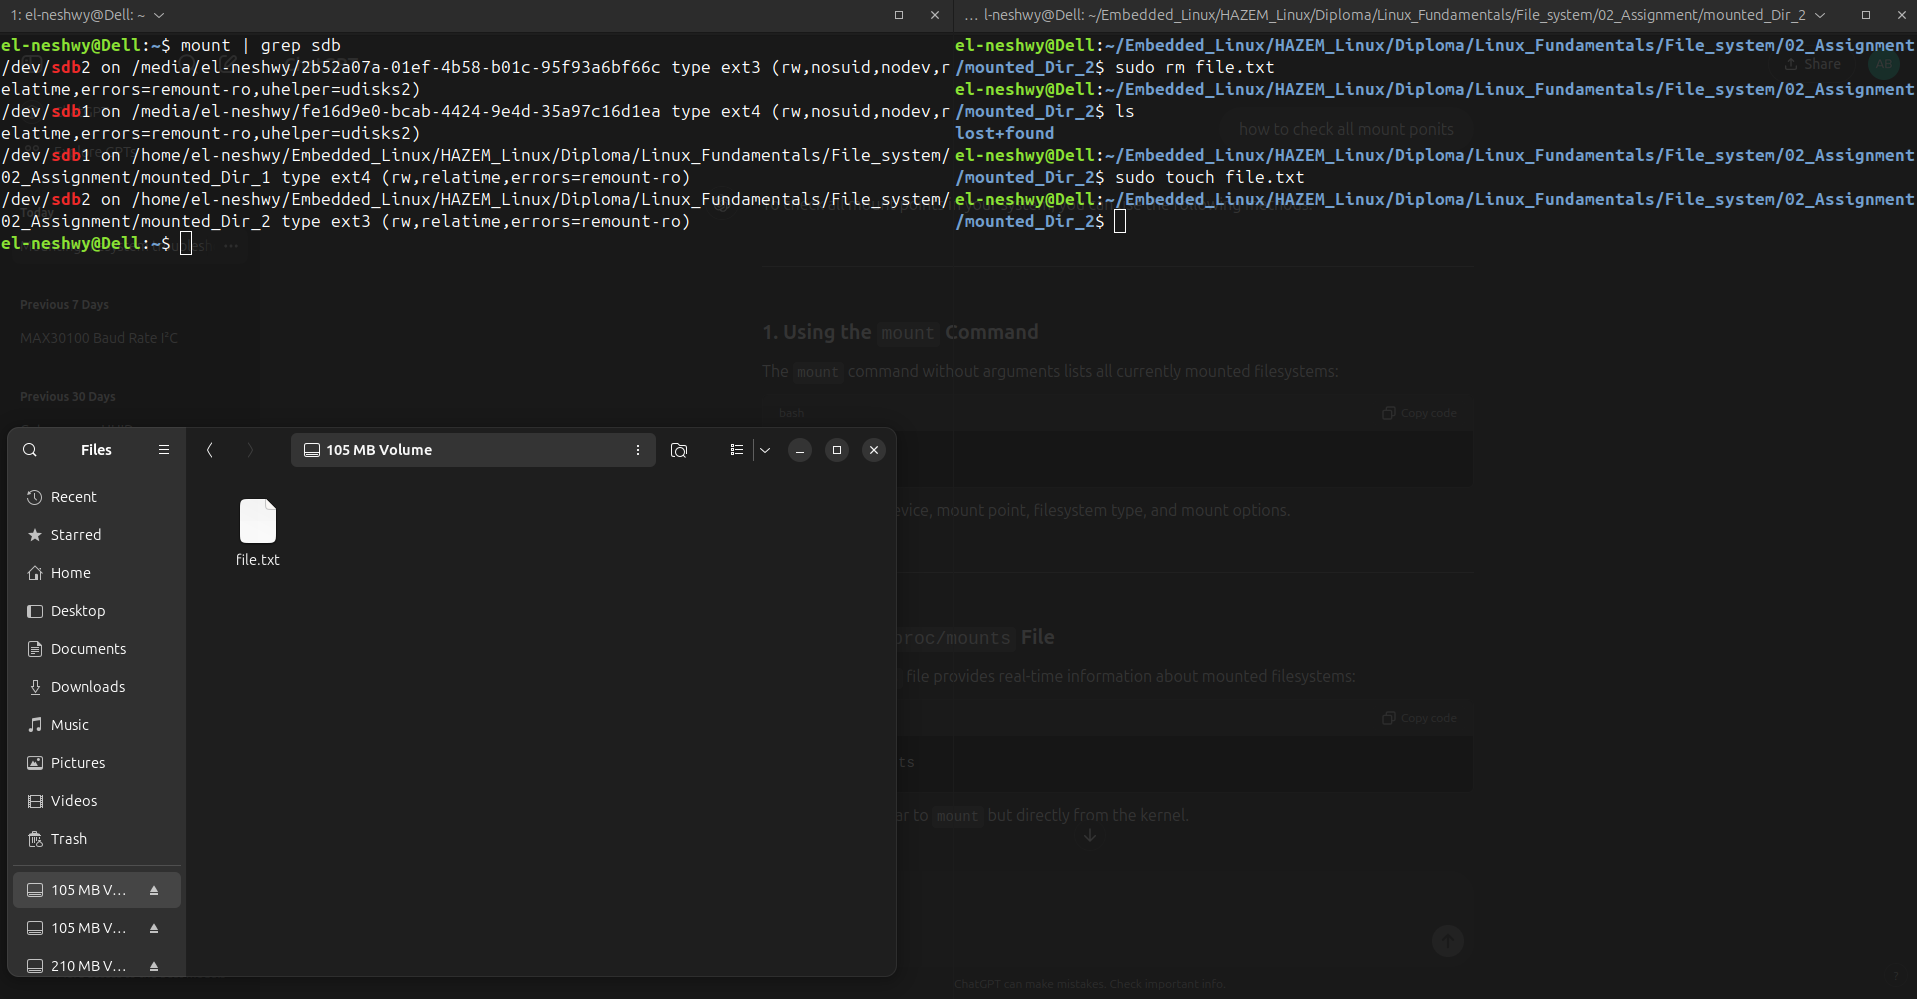 1: el-neshwy@Dell: ~
el-neshwy@Dell:~$ mount | grep sdb
/dev/sdb2 on /media/el-neshwy/2b52a07a-01ef-4b58-b01c-95f93a6bf66c type ext3 (rw,nosuid,nodev,r
elatime,errors=remount-ro,uhelper=udisks2)
/dev/sdb1 on /media/el-neshwy/fe16d9e0-bcab-4424-9e4d-35a97c16d1ea type ext4 (rw,nosuid,nodev,r
elatime,errors=remount-ro,uhelper=udisks2)
/dev/sdb1 on /home/el-neshwy/Embedded_Linux/HAZEM_Linux/Diploma/Linux_Fundamentals/File_system/
02_Assignment/mounted_Dir_1 type ext4 (rw,relatime,errors=remount-ro)
/dev/sdb2 on /home/el-neshwy/Embedded_Linux/HAZEM_Linux/Diploma/Linux_Fundamentals/File_system/
02_Assignment/mounted_Dir_2 type ext3 (rw,relatime,errors=remount-ro)
el-neshwy@Dell:~$
... l-neshwy@Dell: ~/Embedded_Linux/HAZEM_Linux/Diploma/Linux_Fundamentals/File_system/02_Assignment/mounted_Dir_2
el-neshwy@Dell:~/Embedded_Linux/HAZEM_Linux/Diploma/Linux_Fundamentals/File_system/02_Assignment
/mounted_Dir_2$ sudo rm file.txt
el-neshwy@Dell:~/Embedded_Linux/HAZEM_Linux/Diploma/Linux_Fundamentals/File_system/02_Assignment
/mounted_Dir_2$ ls
lost+found
el-neshwy@Dell:~/Embedded_Linux/HAZEM_Linux/Diploma/Linux_Fundamentals/File_system/02_Assignment
/mounted_Dir_2$ sudo touch file.txt
el-neshwy@Dell:~/Embedded_Linux/HAZEM_Linux/Diploma/Linux_Fundamentals/File_system/02_Assignment
/mounted_Dir_2$
Share
AB
how to check all mount ponits
Today
Previous 7 Days
MAX30100 Baud Rate I²C
Previous 30 Days
1. Using the mount Command
The mount command without arguments lists all currently mounted filesystems:
bash
Copy code
evice, mount point, filesystem type, and mount options.
proc/mounts File
file provides real-time information about mounted filesystems:
Copy code
ts
ar to mount but directly from the kernel.
ChatGPT can make mistakes. Check important info.
?
Files
105 MB Volume
Recent
Starred
Home
Desktop
Documents
Downloads
Music
Pictures
Videos
Trash
105 MB V...
105 MB V...
210 MB V...
file.txt